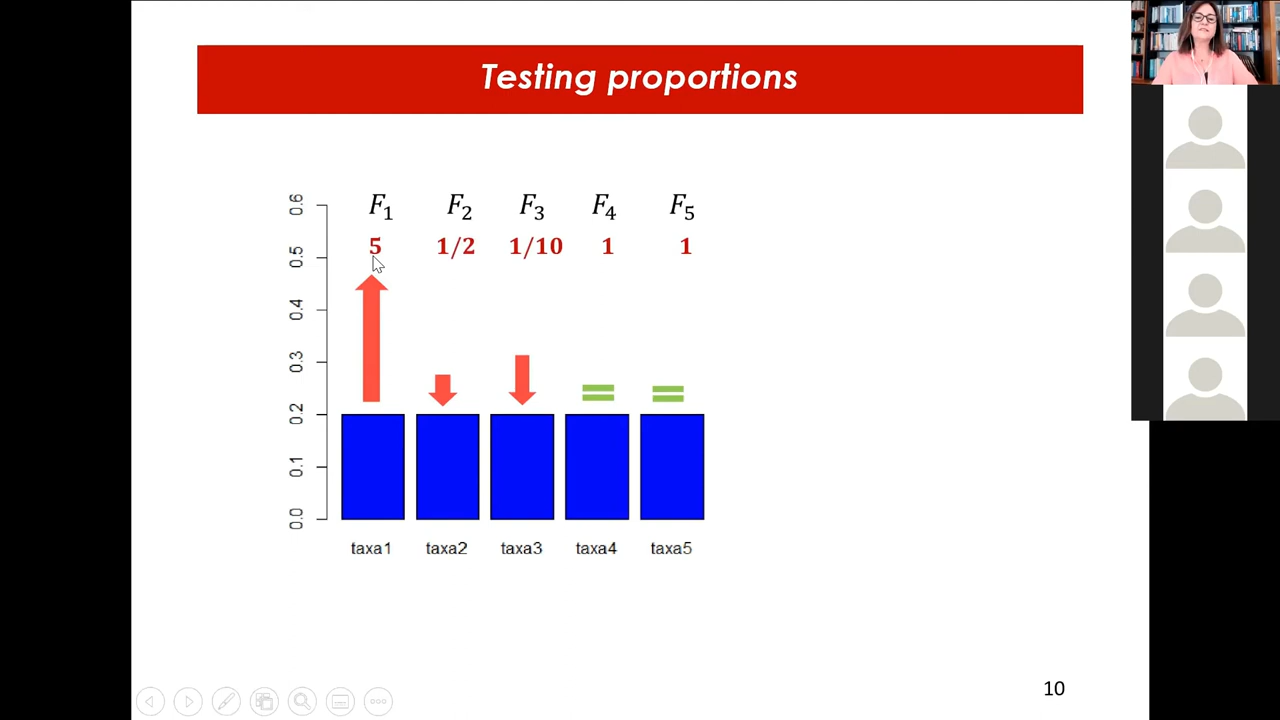 Testing proportions
F₁ F₂ F₃ F₄ F₅
5 1/2 1/10 1 1
0.6
0.5
0.4
0.3
0.2
0.1
0.0
taxa1 taxa2 taxa3 taxa4 taxa5
10